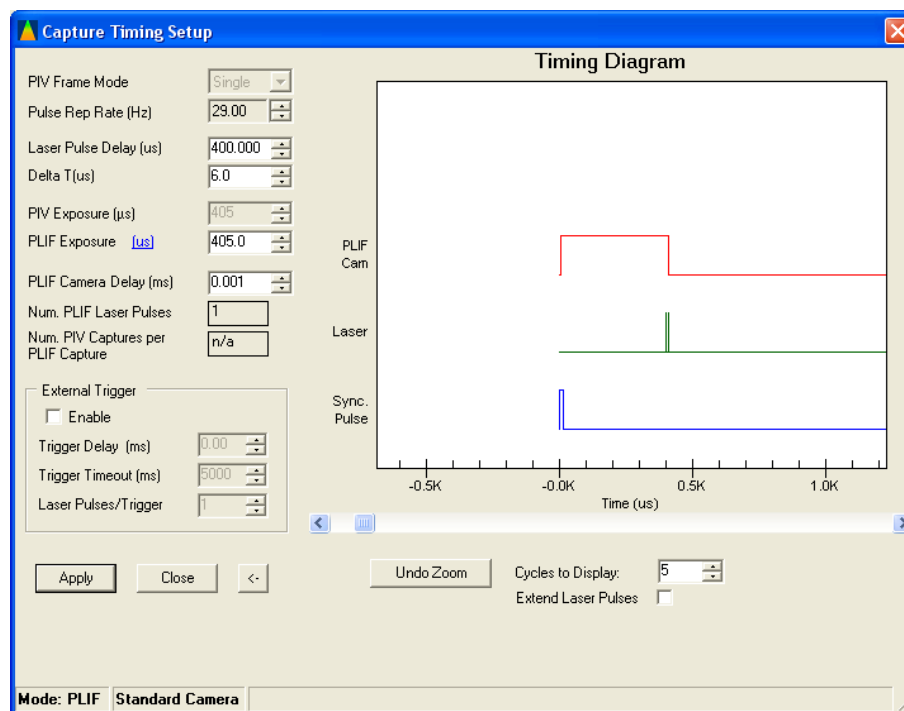 Capture Timing Setup
PIV Frame Mode
Single
Pulse Rep Rate (Hz)
29.00
Laser Pulse Delay (us)
400.000
Delta T(us)
6.0
PIV Exposure (µs)
405
PLIF Exposure (us)
405.0
PLIF Camera Delay (ms)
0.001
Num. PLIF Laser Pulses
1
Num. PIV Captures per
PLIF Capture
n/a
External Trigger
Enable
Trigger Delay (ms)
0.00
Trigger Timeout (ms)
5000
Laser Pulses/Trigger
1
Apply
Close
<-
Timing Diagram
PLIF
Cam
Laser
Sync.
Pulse
-0.5K
-0.0K
0.5K
1.0K
Time (us)
Undo Zoom
Cycles to Display:
5
Extend Laser Pulses
Mode: PLIF
Standard Camera